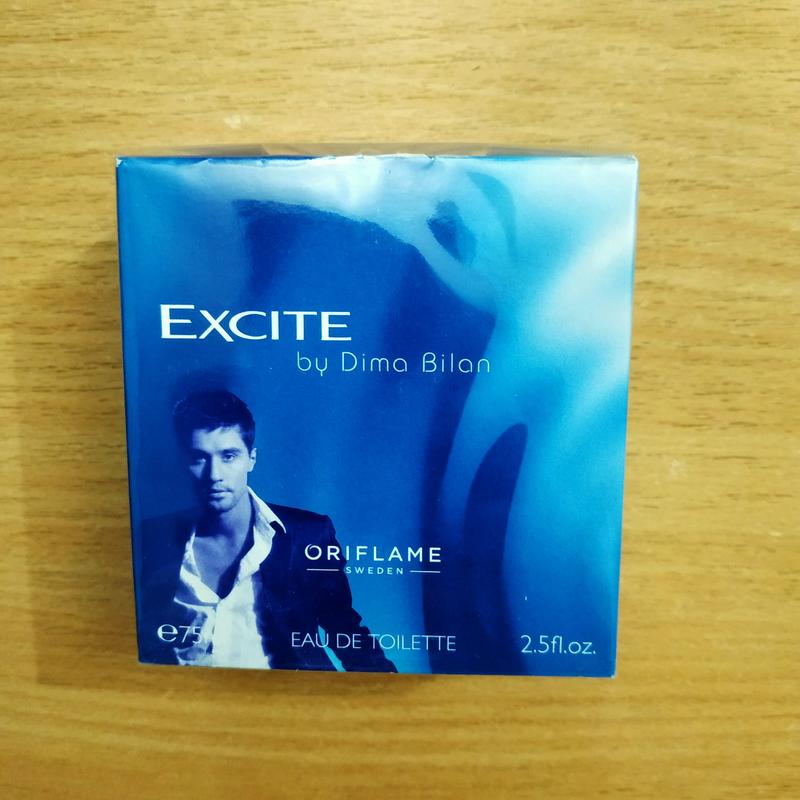 EXCITE
by Dima Bilan
ORIFLAME
SWEDEN
℮75
EAU DE TOILETTE
2.5fl.oz.